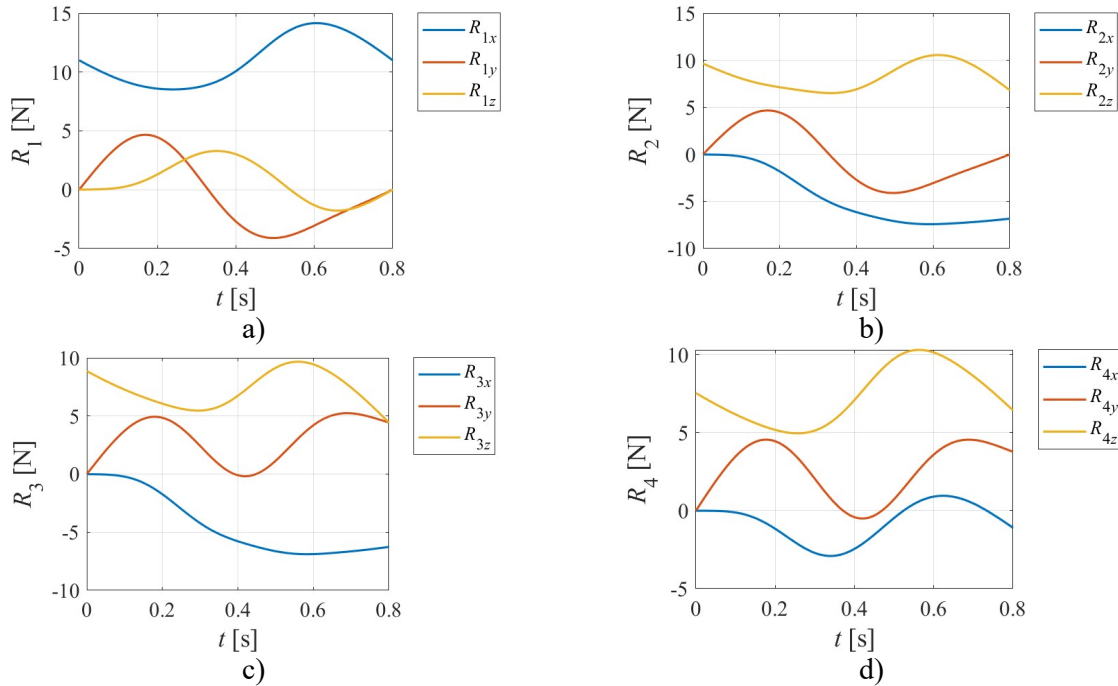 15
10
5
0
-5
R1 [N]
0 0.2 0.4 0.6 0.8
t [s]
R1x
R1y
R1z
a)
15
10
5
0
-5
-10
R2 [N]
0 0.2 0.4 0.6 0.8
t [s]
R2x
R2y
R2z
b)
10
5
0
-5
-10
R3 [N]
0 0.2 0.4 0.6 0.8
t [s]
R3x
R3y
R3z
c)
10
5
0
-5
R4 [N]
0 0.2 0.4 0.6 0.8
t [s]
R4x
R4y
R4z
d)